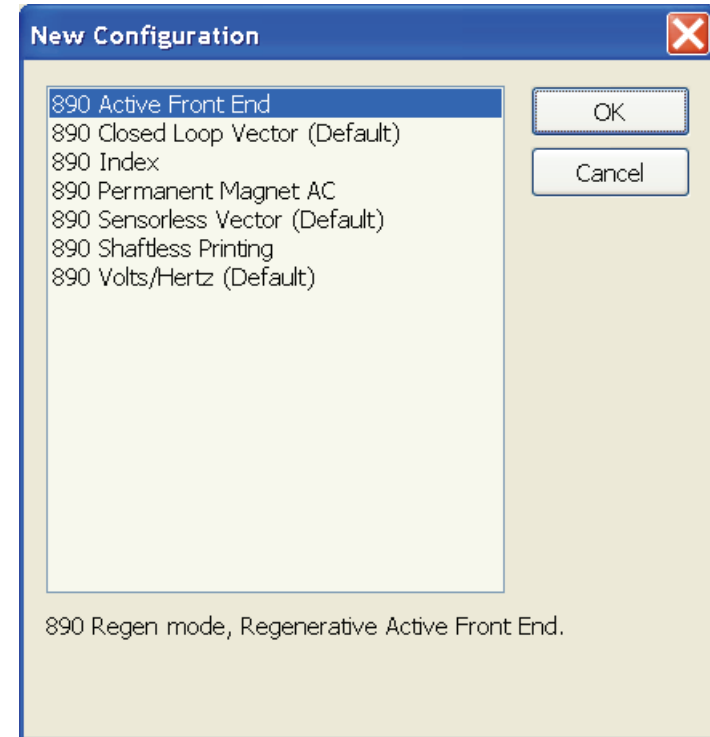 New Configuration
890 Active Front End
890 Closed Loop Vector (Default)
890 Index
890 Permanent Magnet AC
890 Sensorless Vector (Default)
890 Shaftless Printing
890 Volts/Hertz (Default)
OK
Cancel
890 Regen mode, Regenerative Active Front End.